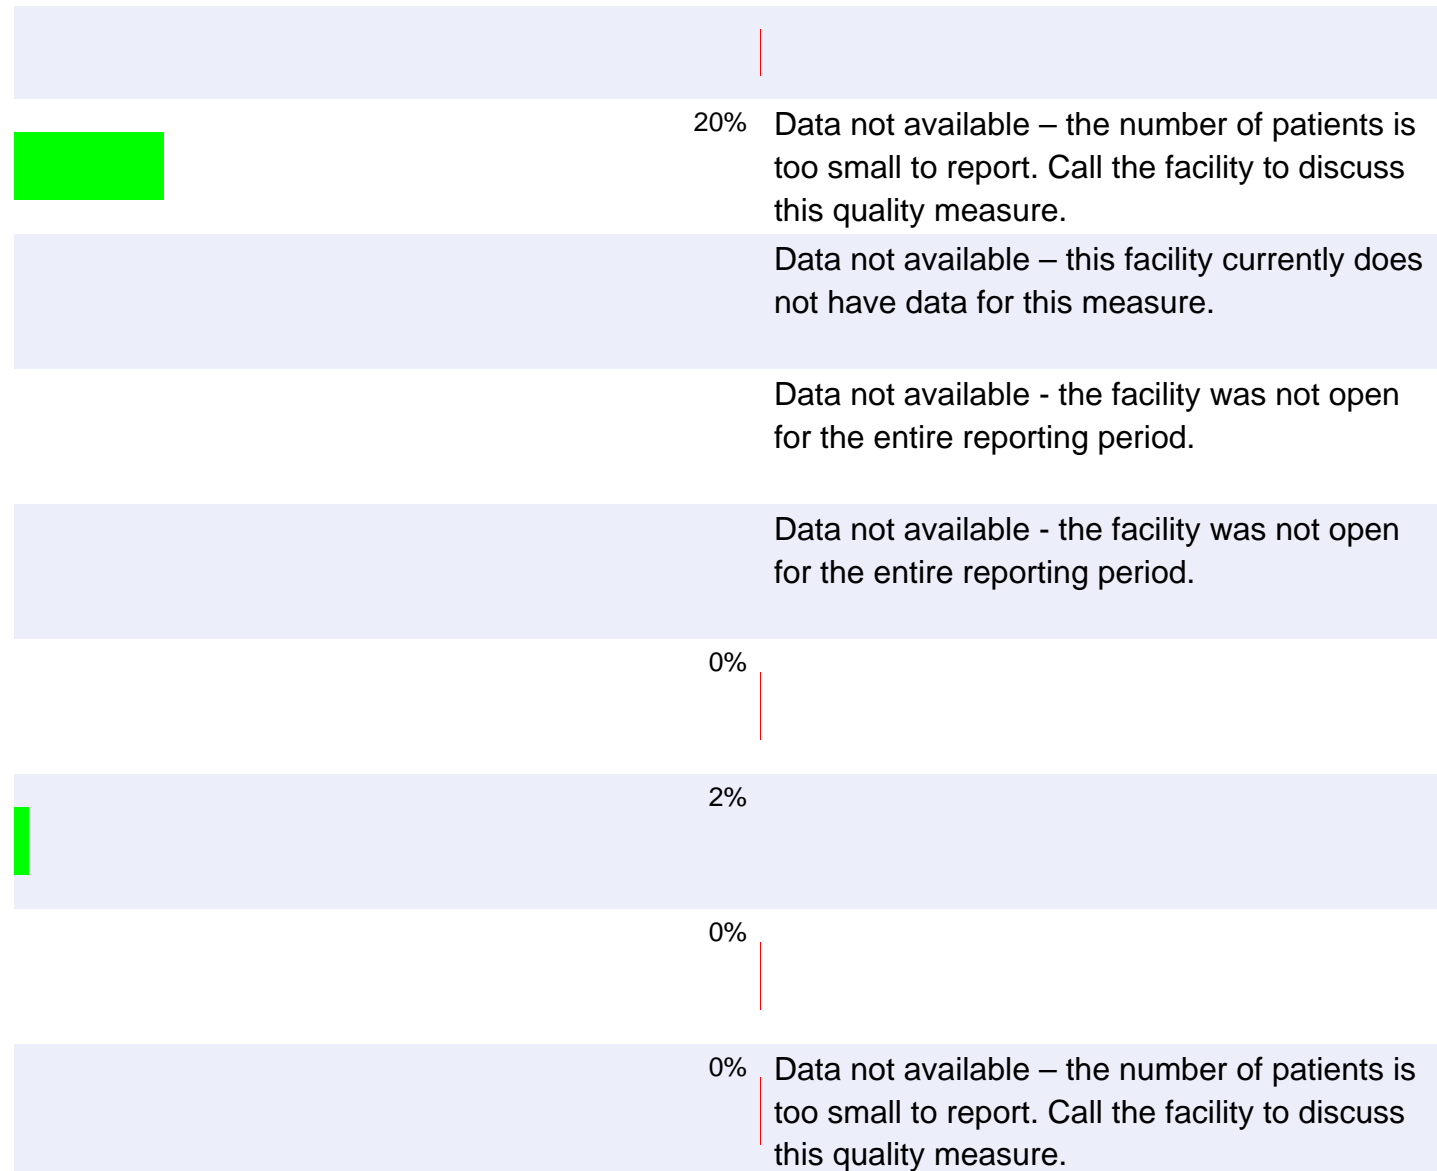 20% Data not available – the number of patients is
too small to report. Call the facility to discuss
this quality measure.
Data not available – this facility currently does
not have data for this measure.
Data not available - the facility was not open
for the entire reporting period.
Data not available - the facility was not open
for the entire reporting period.
0%
2%
0%
0% Data not available – the number of patients is
too small to report. Call the facility to discuss
this quality measure.